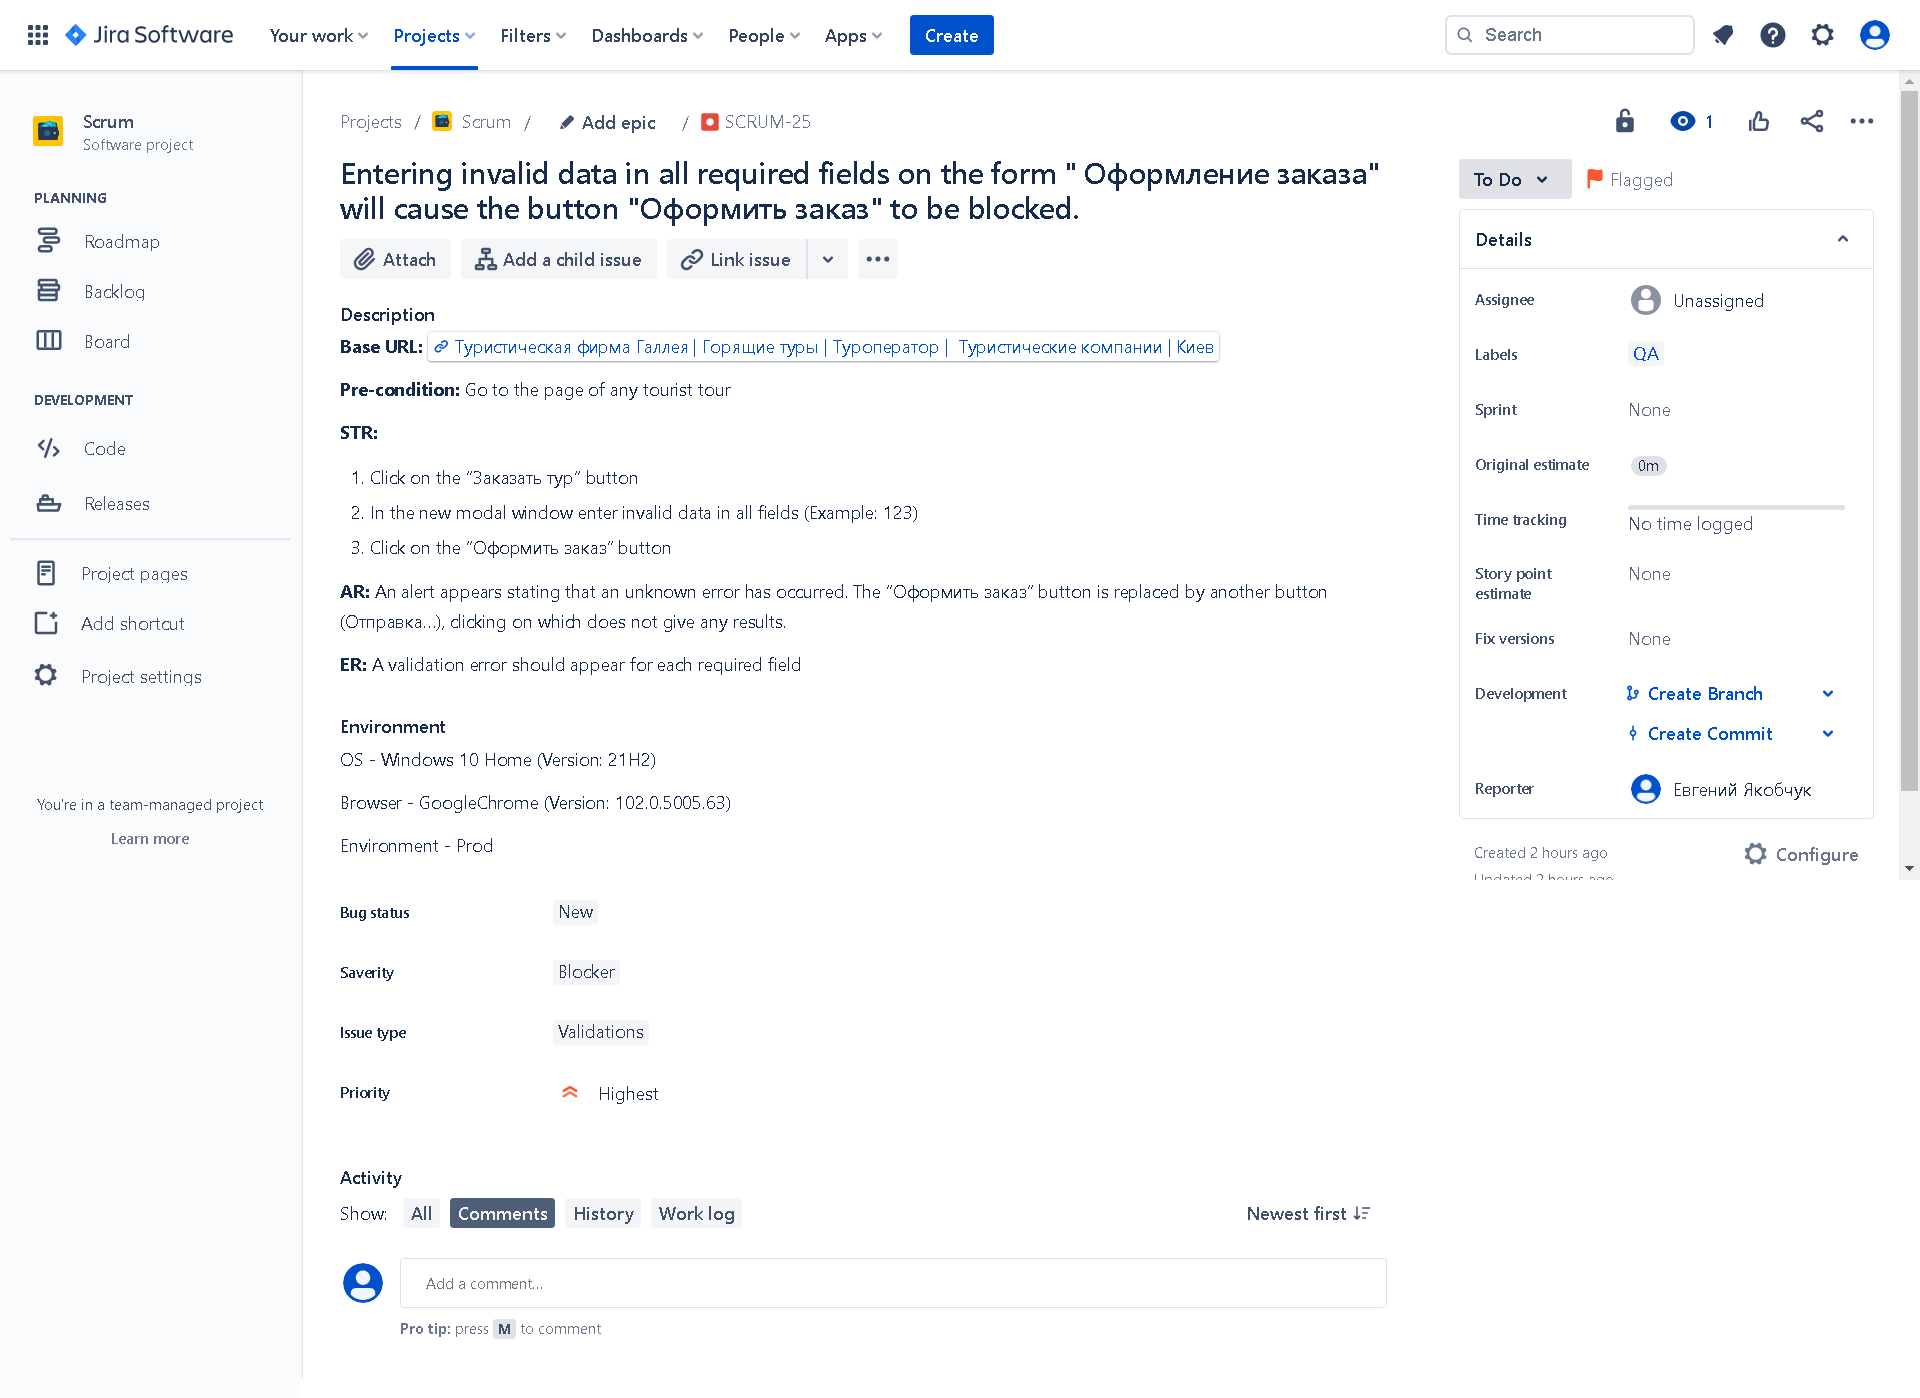 Jira Software
Your work
Projects
Filters
Dashboards
People
Apps
Create
Search
Scrum
Software project
PLANNING
Roadmap
Backlog
Board
DEVELOPMENT
Code
Releases
Project pages
Add shortcut
Project settings
You're in a team-managed project
Learn more
Projects / Scrum / Add epic / SCRUM-25
1
Entering invalid data in all required fields on the form " Оформление заказа"
will cause the button "Оформить заказ" to be blocked.
Attach
Add a child issue
Link issue
Description
Base URL: Туристическая фирма Галлея | Горящие туры | Туроператор | Туристические компании | Киев
Pre-condition: Go to the page of any tourist tour
STR:
1. Click on the “Заказать тур” button
2. In the new modal window enter invalid data in all fields (Example: 123)
3. Click on the “Оформить заказ” button
AR: An alert appears stating that an unknown error has occurred. The “Оформить заказ” button is replaced by another button
(Отправка...), clicking on which does not give any results.
ER: A validation error should appear for each required field
Environment
OS - Windows 10 Home (Version: 21H2)
Browser - GoogleChrome (Version: 102.0.5005.63)
Environment - Prod
Bug status New
Saverity Blocker
Issue type Validations
Priority Highest
Activity
Show: All Comments History Work log
Newest first
Add a comment...
Pro tip: press M to comment
To Do
Flagged
Details
Assignee Unassigned
Labels QA
Sprint None
Original estimate 0m
Time tracking No time logged
Story point
estimate
None
Fix versions None
Development Create Branch
Create Commit
Reporter Евгений Якобчук
Created 2 hours ago
Configure
Updated 2 hours ago